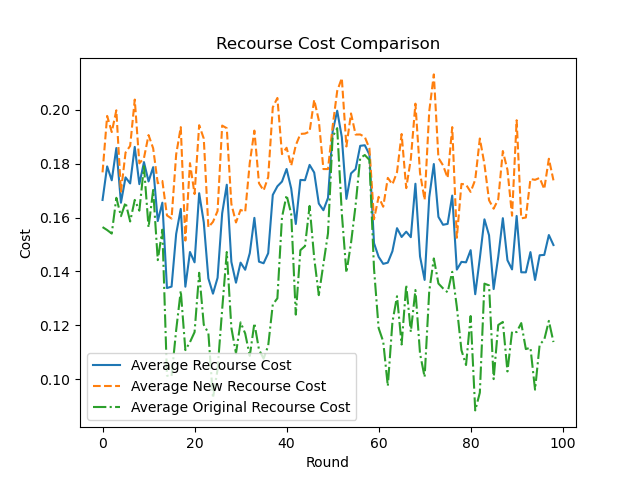 Recourse Cost Comparison
0.20
0.18
0.16
0.14
0.12
0.10
Cost
Average Recourse Cost
Average New Recourse Cost
Average Original Recourse Cost
0 20 40 60 80 100
Round